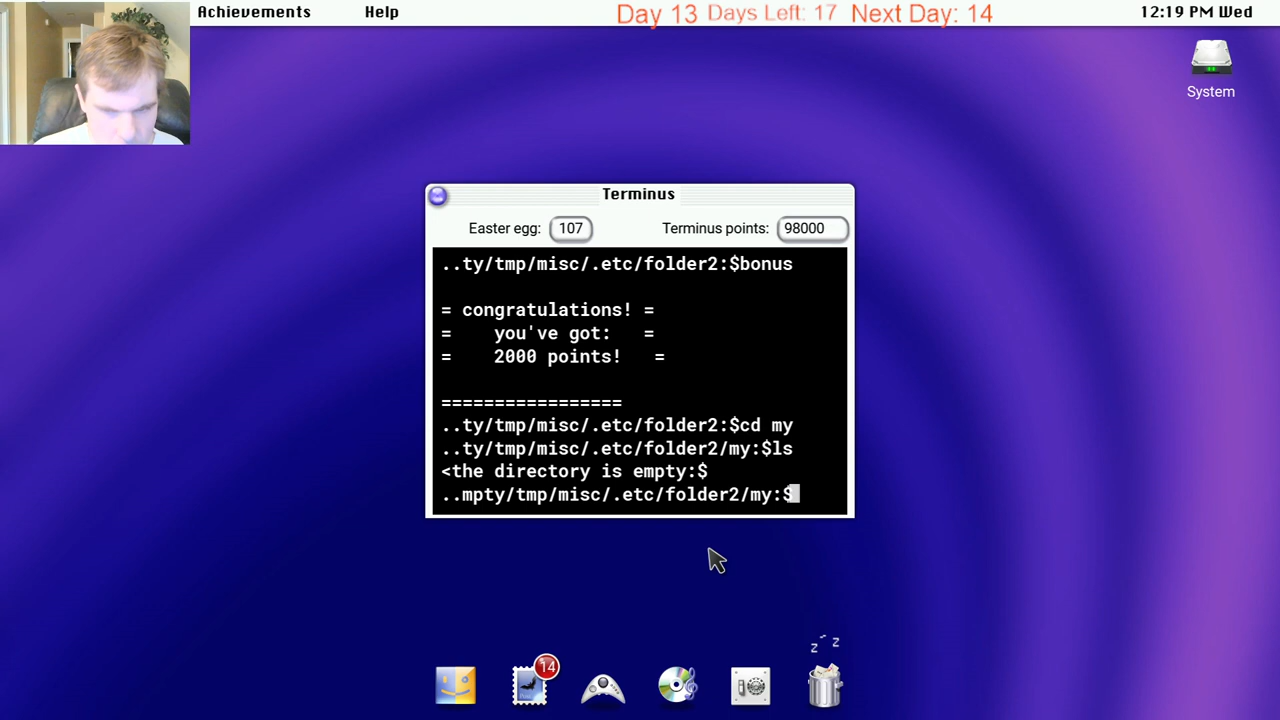 Achievements Help Day 13 Days Left: 17 Next Day: 14 12:19 PM Wed
System
Terminus
Easter egg: 107 Terminus points: 98000
..ty/tmp/misc/.etc/folder2:$bonus
= congratulations! =
= you've got: =
= 2000 points! =
=================
..ty/tmp/misc/.etc/folder2:$cd my
..ty/tmp/misc/.etc/folder2/my:$ls
<the directory is empty:$
..mpty/tmp/misc/.etc/folder2/my:$
z z
14